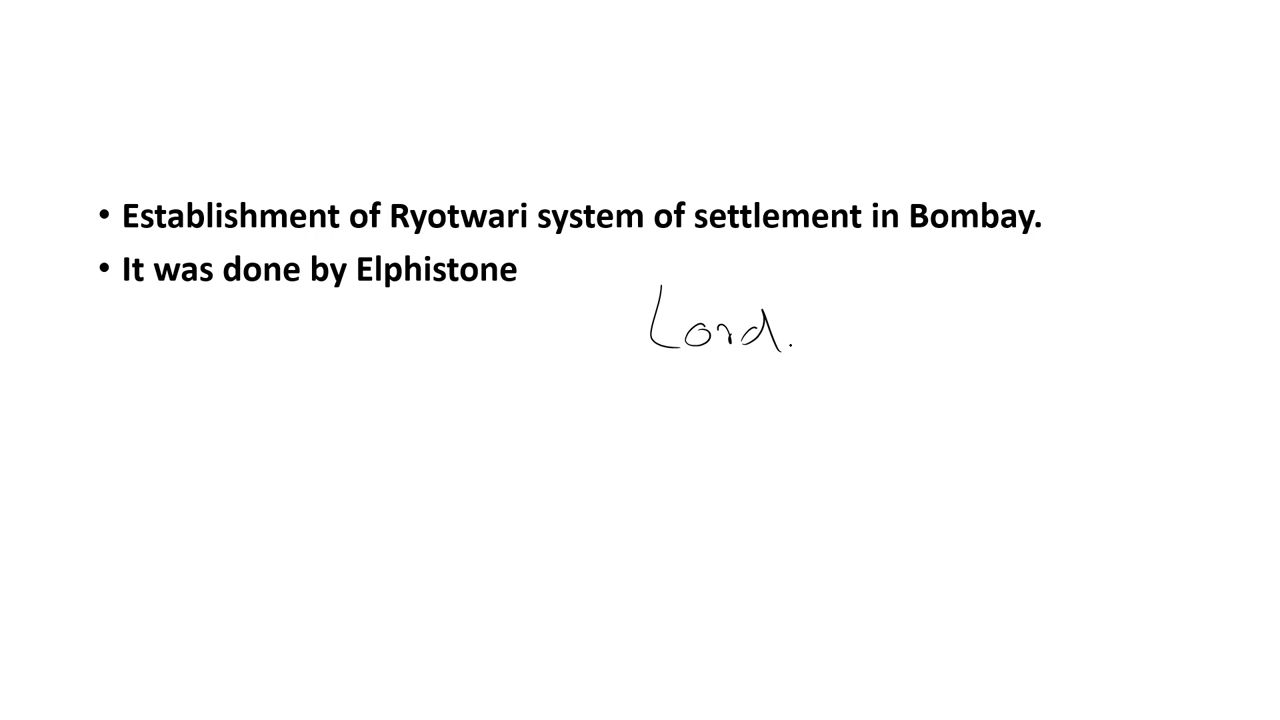 • Establishment of Ryotwari system of settlement in Bombay.
• It was done by Elphistone
Lord.